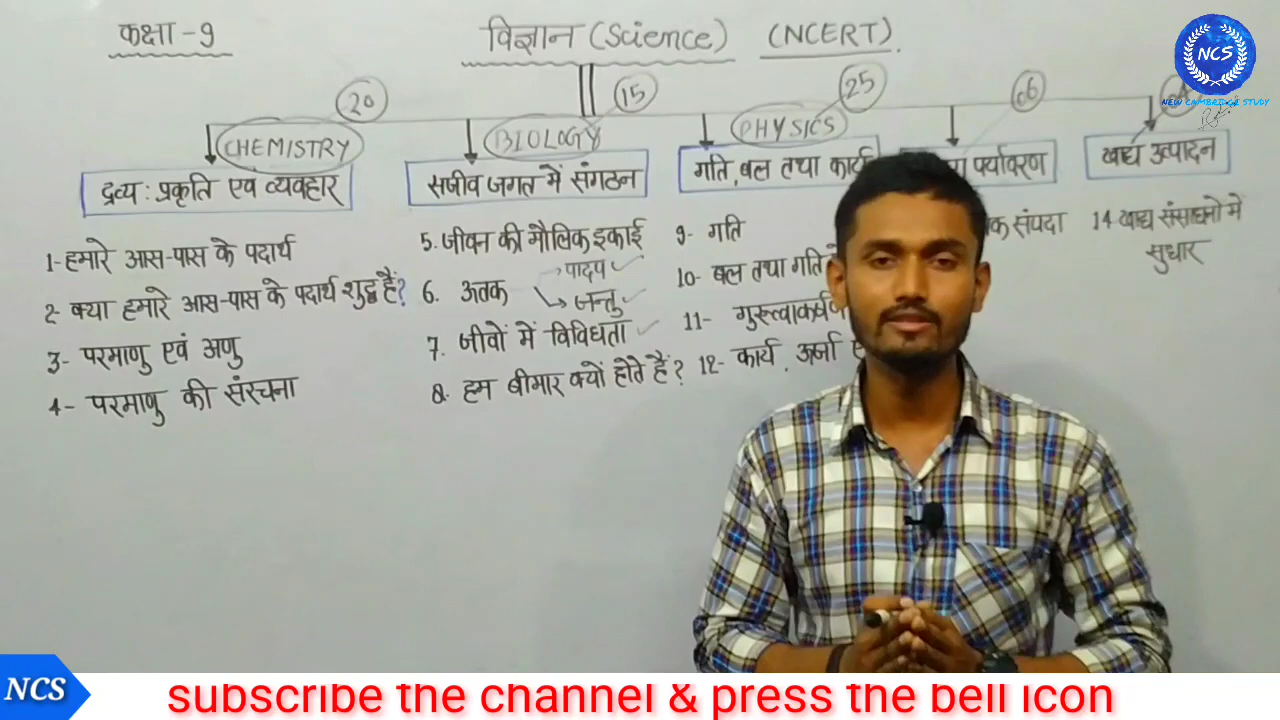 कक्षा - 9
विज्ञान (Science) (NCERT).
NCS
NEW CAMBRIDGE STUDY
20
15
25
06
CHEMISTRY
BIOLOGY
PHYSICS
द्रव्य : प्रकृति एवं व्यवहार
सजीव जगत में संगठन
गति, बल तथा कार्य
पर्यावरण
खाद्य उत्पादन
1- हमारे आस-पास के पदार्थ
2- क्या हमारे आस-पास के पदार्थ शुद्ध हैं?
3- परमाणु एवं अणु
4- परमाणु की संरचना
5. जीवन की मौलिक इकाई
6. ऊतक
पादप
जन्तु
7. जीवों में विविधता
8. हम बीमार क्यों होते हैं?
9- गति
10- बल तथा गति
11- गुरुत्वाकर्षण
12- कार्य, ऊर्जा
संपदा
14. खाद्य संसाधनो मे
सुधार
NCS
subscribe the channel & press the bell icon